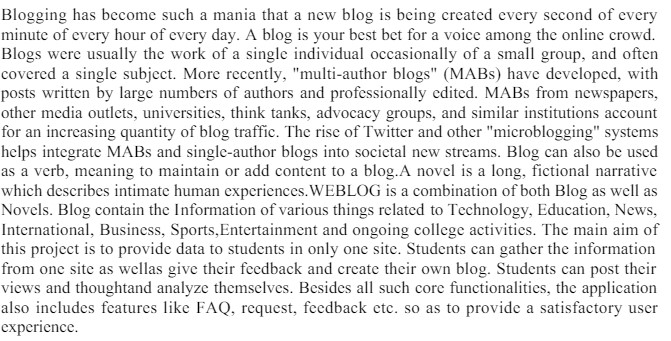 Blogging has become such a mania that a new blog is being created every second of every
minute of every hour of every day. A blog is your best bet for a voice among the online crowd.
Blogs were usually the work of a single individual occasionally of a small group, and often
covered a single subject. More recently, "multi-author blogs" (MABs) have developed, with
posts written by large numbers of authors and professionally edited. MABs from newspapers,
other media outlets, universities, think tanks, advocacy groups, and similar institutions account
for an increasing quantity of blog traffic. The rise of Twitter and other "microblogging" systems
helps integrate MABs and single-author blogs into societal new streams. Blog can also be used
as a verb, meaning to maintain or add content to a blog.A novel is a long, fictional narrative
which describes intimate human experiences.WEBLOG is a combination of both Blog as well as
Novels. Blog contain the Information of various things related to Technology, Education, News,
International, Business, Sports,Entertainment and ongoing college activities. The main aim of
this project is to provide data to students in only one site. Students can gather the information
from one site as wellas give their feedback and create their own blog. Students can post their
views and thoughtand analyze themselves. Besides all such core functionalities, the application
also includes features like FAQ, request, feedback etc. so as to provide a satisfactory user
experience.